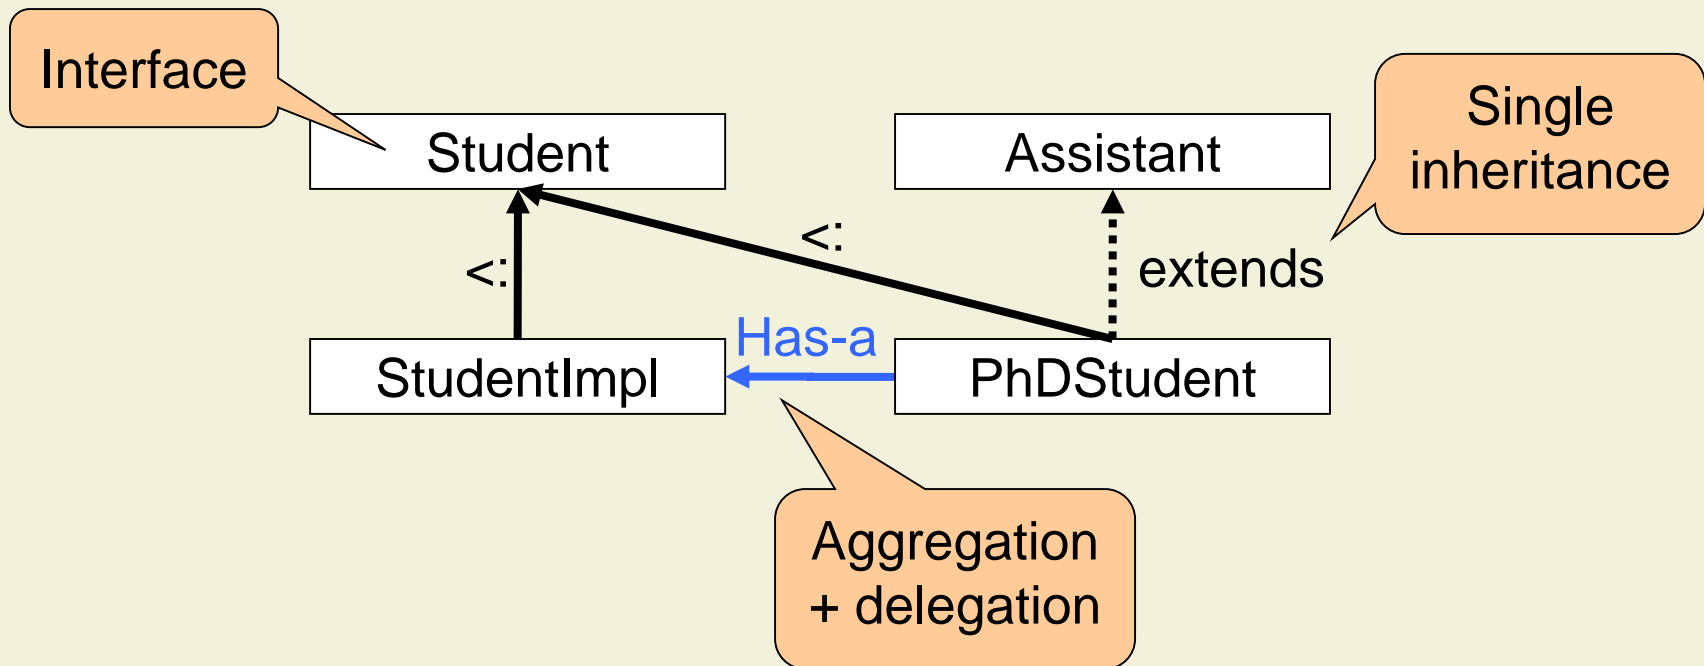 Interface
Student
Assistant
Single
inheritance
<:
<:
extends
Has-a
StudentImpl
PhDStudent
Aggregation
+ delegation